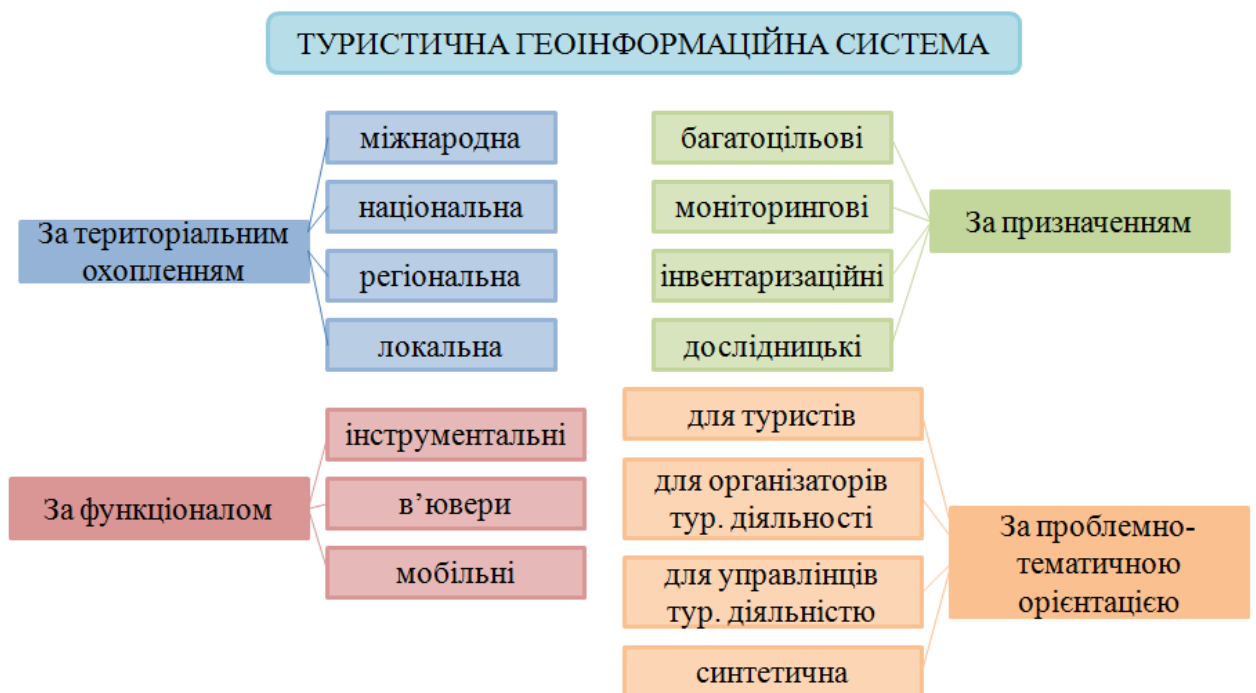 ТУРИСТИЧНА ГЕОІНФОРМАЦІЙНА СИСТЕМА
За територіальним
охопленням
міжнародна
національна
регіональна
локальна
багатоцільові
моніторингові
інвентаризаційні
дослідницькі
За призначенням
За функціоналом
інструментальні
в’ювери
мобільні
для туристів
для організаторів
тур. діяльності
для управлінців
тур. діяльністю
синтетична
За проблемно-
тематичною
орієнтацією